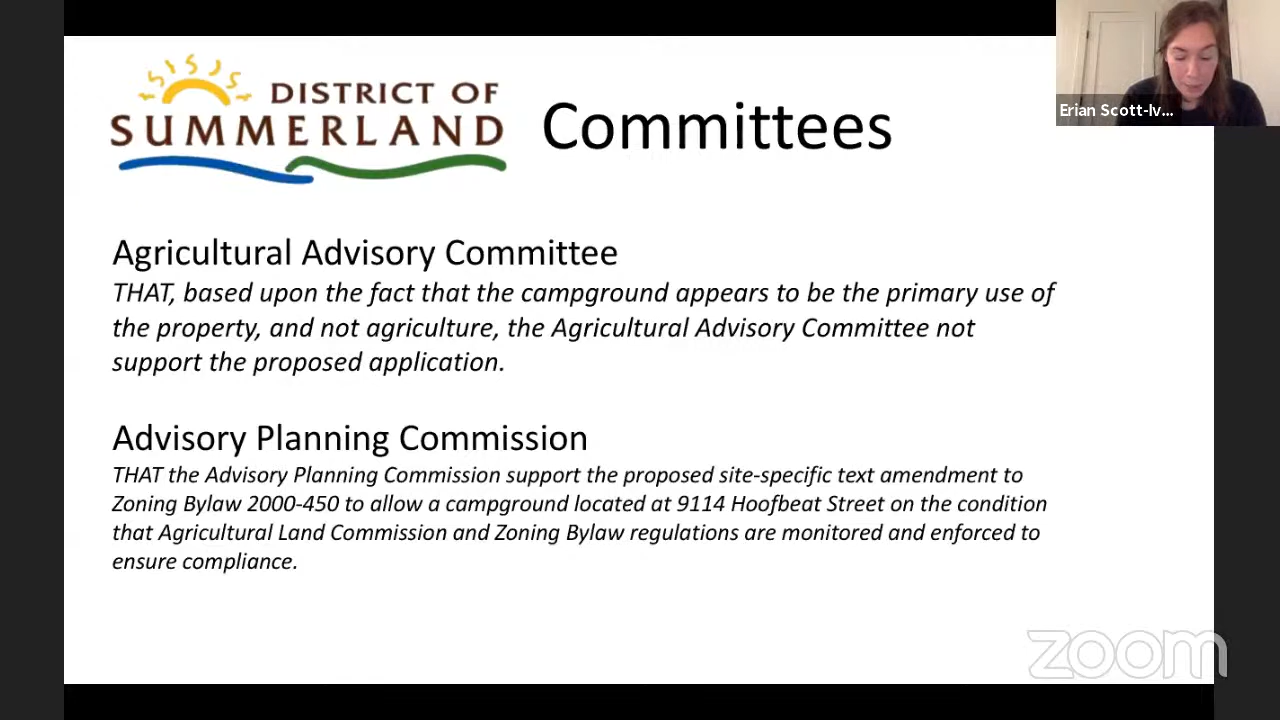 DISTRICT OF
SUMMERLAND
Committees
Erian Scott-Iv...
Agricultural Advisory Committee
THAT, based upon the fact that the campground appears to be the primary use of
the property, and not agriculture, the Agricultural Advisory Committee not
support the proposed application.
Advisory Planning Commission
THAT the Advisory Planning Commission support the proposed site-specific text amendment to
Zoning Bylaw 2000-450 to allow a campground located at 9114 Hoofbeat Street on the condition
that Agricultural Land Commission and Zoning Bylaw regulations are monitored and enforced to
ensure compliance.
zoom